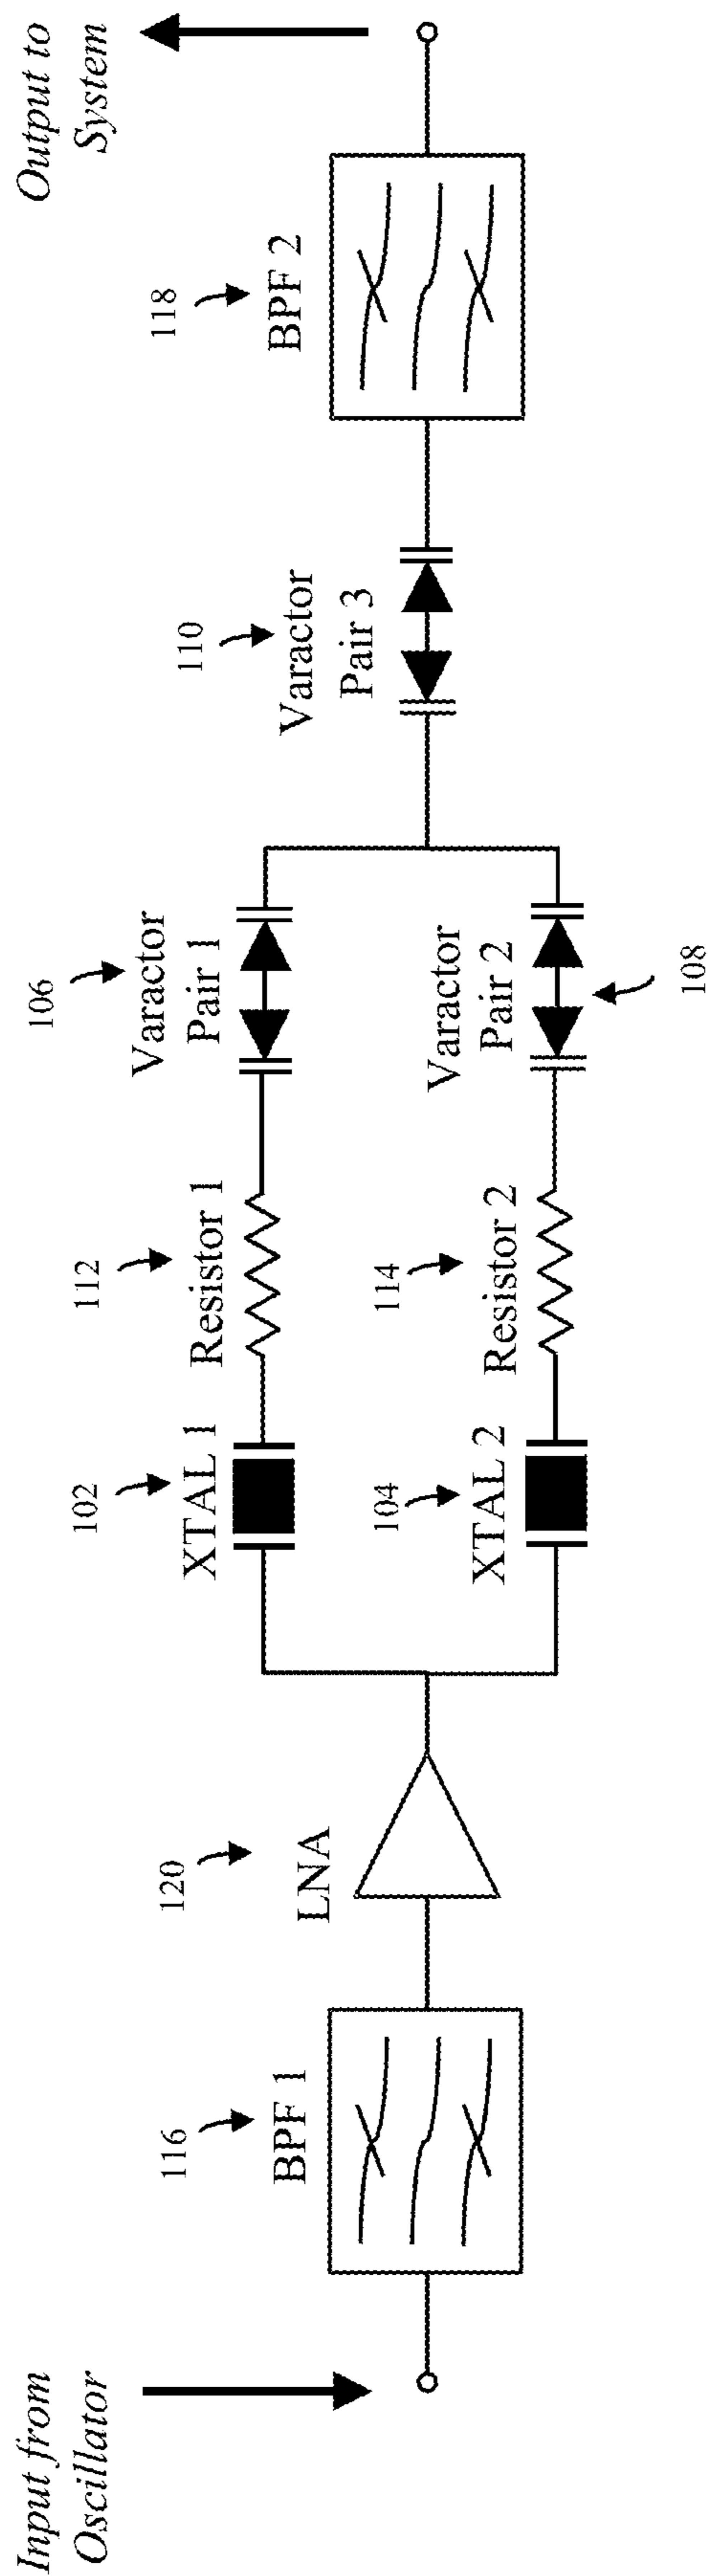 Input from
Oscillator
116
BPF 1
120
LNA
102
XTAL 1
112
Resistor 1
106
Varactor
Pair 1
104
XTAL 2
114
Resistor 2
Varactor
Pair 2
108
110
Varactor
Pair 3
118
BPF 2
Output to
System